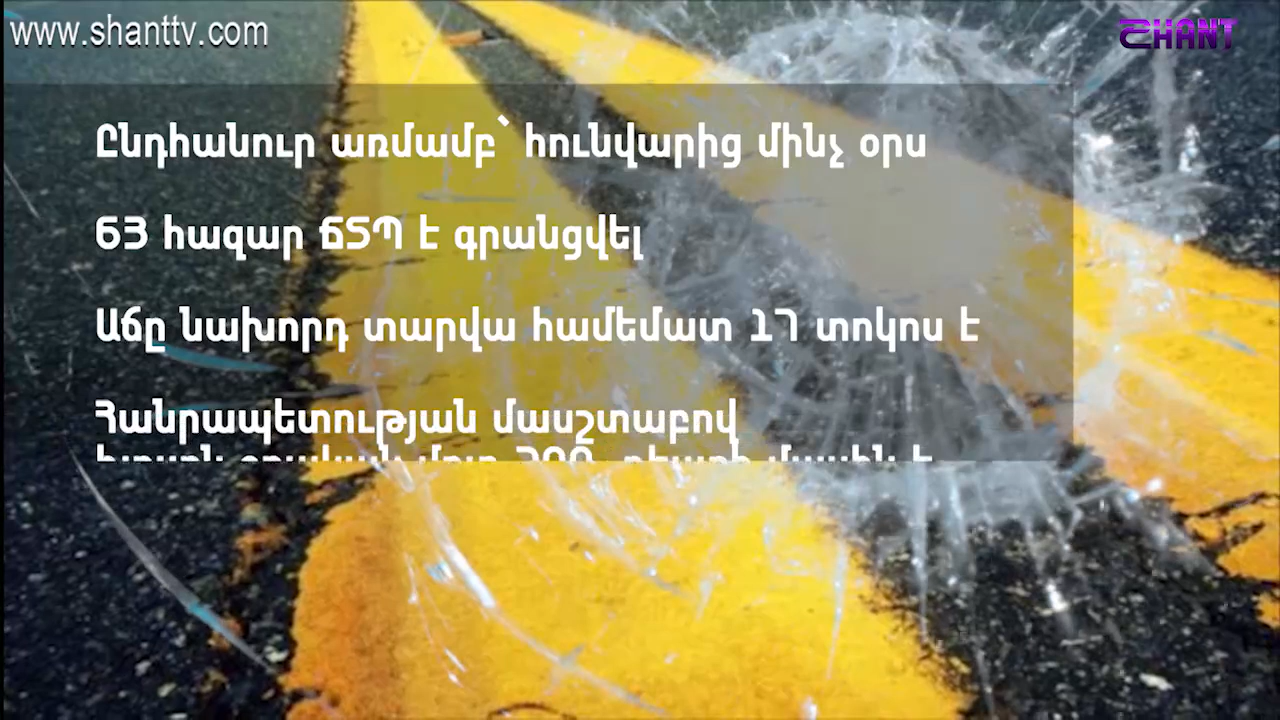 www.shanttv.com
SHANT
Ընդհանուր առմամբ՝ հունվարից մինչ օրս
63 հազար ՃՏՊ է գրանցվել
Աճը նախորդ տարվա համեմատ 17 տոկոս է
Հանրապետության մասշտաբով